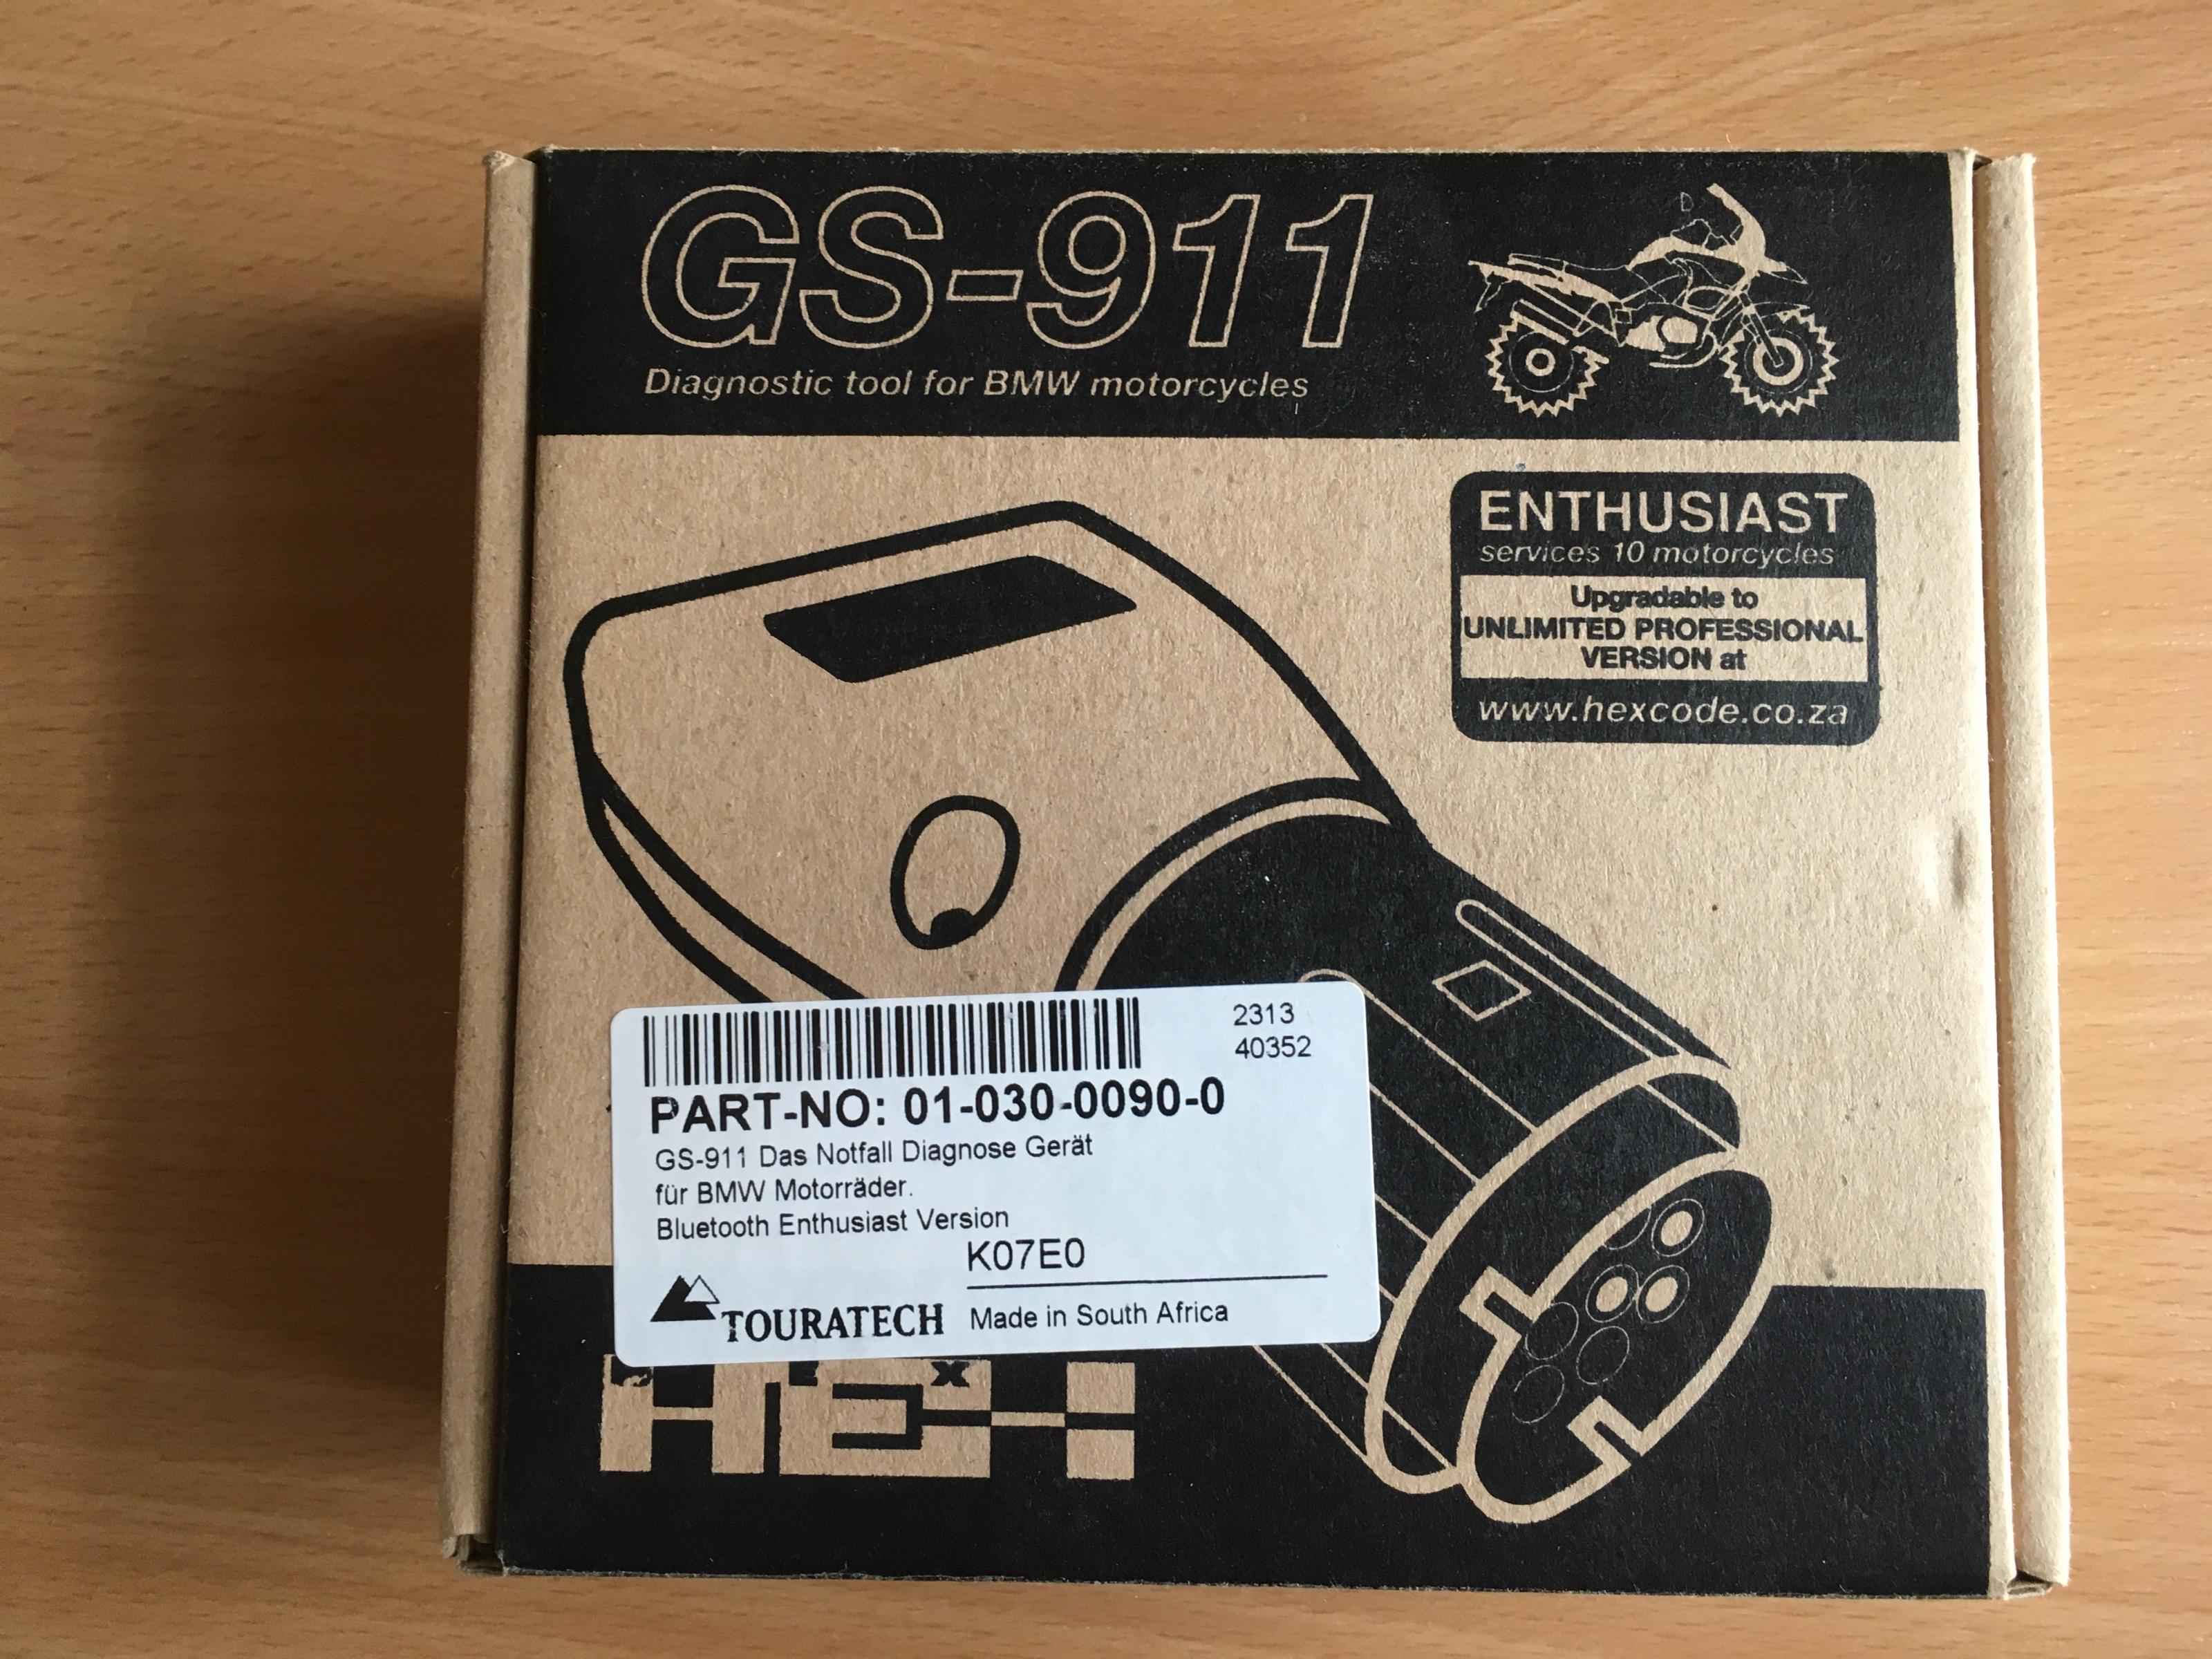 GS-911
Diagnostic tool for BMW motorcycles
ENTHUSIAST
services 10 motorcycles
Upgradable to
UNLIMITED PROFESSIONAL
VERSION at
www.hexcode.co.za
2313
40352
PART-NO: 01-030-0090-0
GS-911 Das Notfall Diagnose Gerät
für BMW Motorräder.
Bluetooth Enthusiast Version
K07E0
TOURATECH
Made in South Africa
HEX